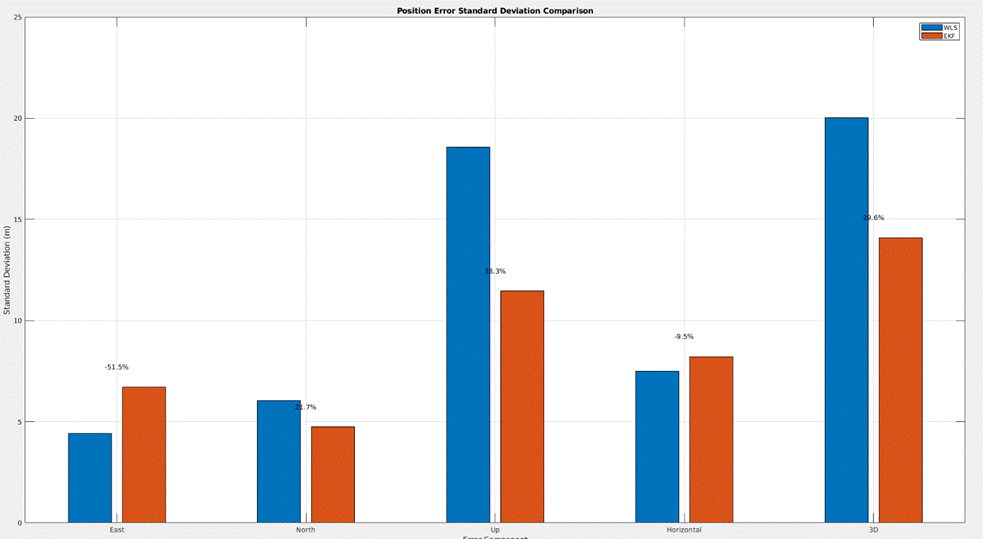 Position Error Standard Deviation Comparison
WLS
EKF
25
20
15
10
5
0
Standard Deviation (m)
-51.5%
21.7%
38.3%
-9.5%
29.6%
East
North
Up
Horizontal
3D
Error Component